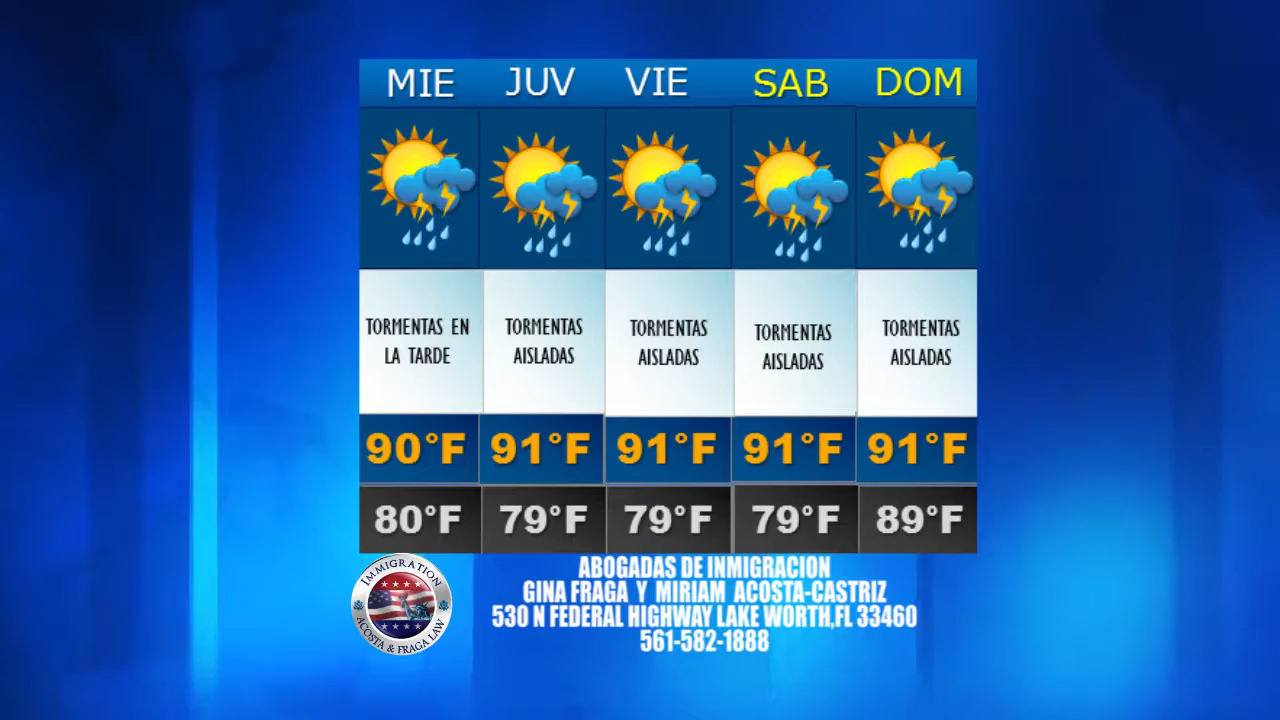 MIE JUV VIE SAB DOM
TORMENTAS EN
LA TARDE
TORMENTAS
AISLADAS
TORMENTAS
AISLADAS
TORMENTAS
AISLADAS
TORMENTAS
AISLADAS
90°F 91°F 91°F 91°F 91°F
80°F 79°F 79°F 79°F 89°F
IMMIGRATION
ACOSTA & FRAGA LAW
ABOGADAS DE INMIGRACION
GINA FRAGA Y MIRIAM ACOSTA-CASTRIZ
530 N FEDERAL HIGHWAY LAKE WORTH,FL 33460
561-582-1888